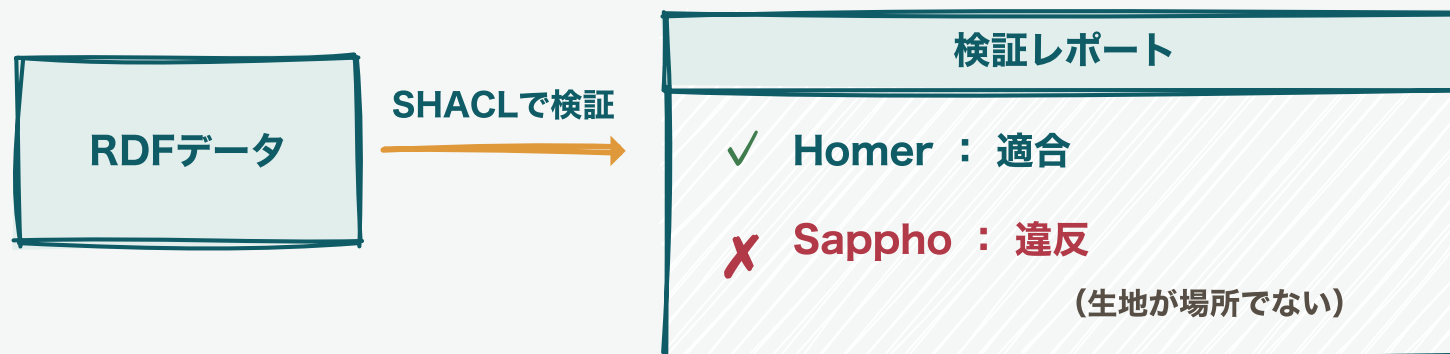 RDFデータ
SHACLで検証
検証レポート
✓ Homer ： 適合
✗ Sappho ： 違反
（生地が場所でない）